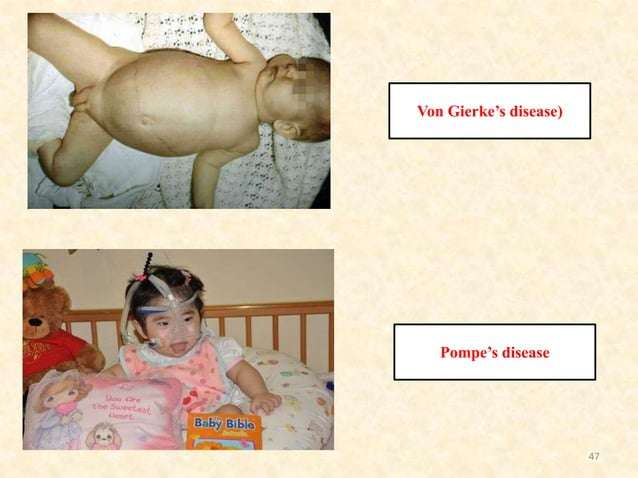 Von Gierke's disease)
You are
the Sweetest
Heart.
Baby Bible
Pompe's disease
47